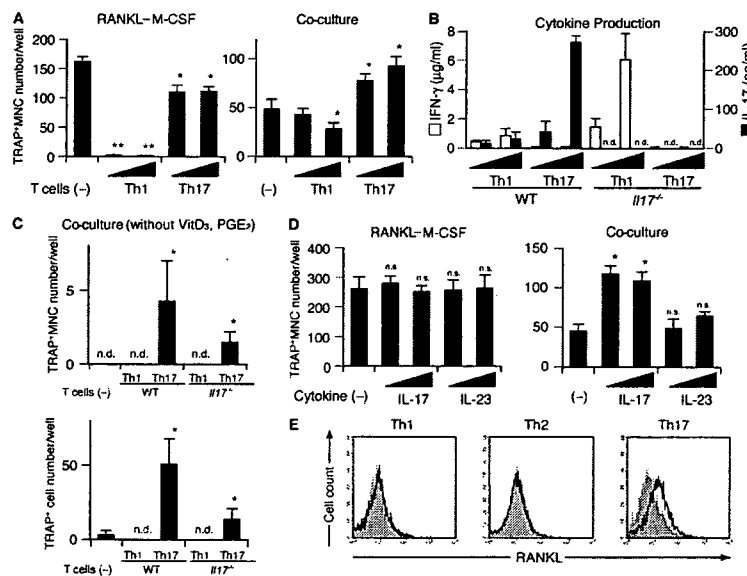 A
RANKL–M-CSF
Co-culture
TRAP⁺MNC number/well
200
150
100
50
0
100
50
0
**
**
*
*
*
*
*
T cells (–)
Th1
Th17
(–)
Th1
Th17
B
Cytokine Production
IFN-γ (μg/ml)
8
6
4
2
0
300
200
100
0
n.d.
n.d.
n.d.
n.d.
Th1
Th17
Th1
Th17
WT
Il17⁻/⁻
C
Co-culture (without VitD₃, PGE₂)
TRAP⁺MNC number/well
5
0
n.d.
n.d.
*
n.d.
*
Th1
Th17
Th1
Th17
T cells (–)
WT
Il17⁻/⁻
TRAP⁺ cell number/well
50
0
n.d.
*
n.d.
*
Th1
Th17
Th1
Th17
T cells (–)
WT
Il17⁻/⁻
D
RANKL–M-CSF
Co-culture
TRAP⁺MNC number/well
400
300
200
100
0
n.s.
n.s.
n.s.
n.s.
150
100
50
0
*
*
n.s.
n.s.
Cytokine (–)
IL-17
IL-23
(–)
IL-17
IL-23
E
Th1
Th2
Th17
Cell count
RANKL